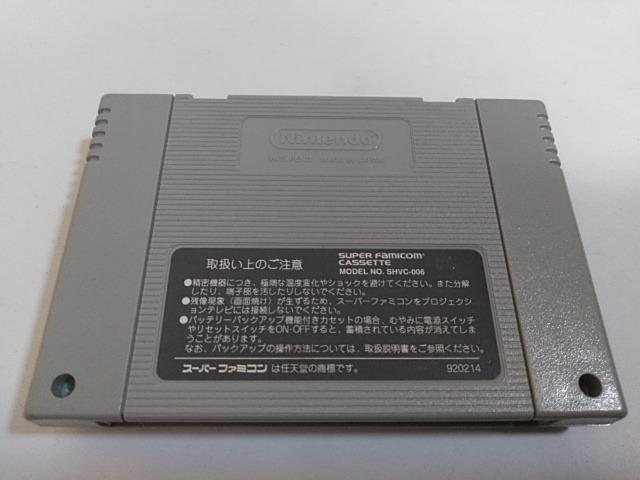 Nintendo
PAT. PEND. MADE IN JAPAN
取扱い上のご注意
SUPER FAMICOM
CASSETTE
MODEL NO. SHVC-006
●精密機器につき、極端な温度変化やショックを避けてください。また分解
したり、端子部を汚したりしないでください。
●残像現象（画面焼け）が生ずるため、スーパーファミコンをプロジェクシ
ョンテレビには接続しないでください。
●バッテリーバックアップ機能付きカセットの場合、むやみに電源スイッチ
やリセットスイッチをON-OFFすると、蓄積されている内容が消えてしま
うことがあります。
なお、バックアップの操作方法については、取扱説明書をご参照ください。
スーパーファミコン は任天堂の商標です。
920214